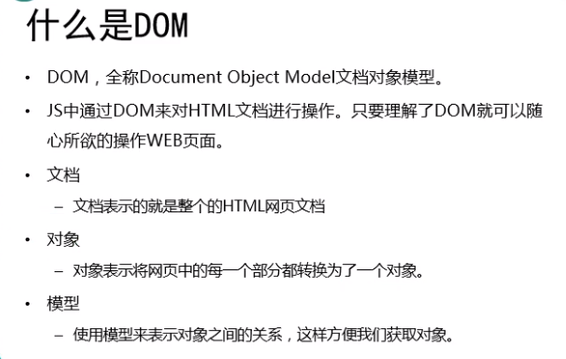 什么是DOM
• DOM，全称Document Object Model文档对象模型。
• JS中通过DOM来对HTML文档进行操作。只要理解了DOM就可以随
心所欲的操作WEB页面。
• 文档
– 文档表示的就是整个的HTML网页文档
• 对象
– 对象表示将网页中的每一个部分都转换为了一个对象。
• 模型
– 使用模型来表示对象之间的关系，这样方便我们获取对象。